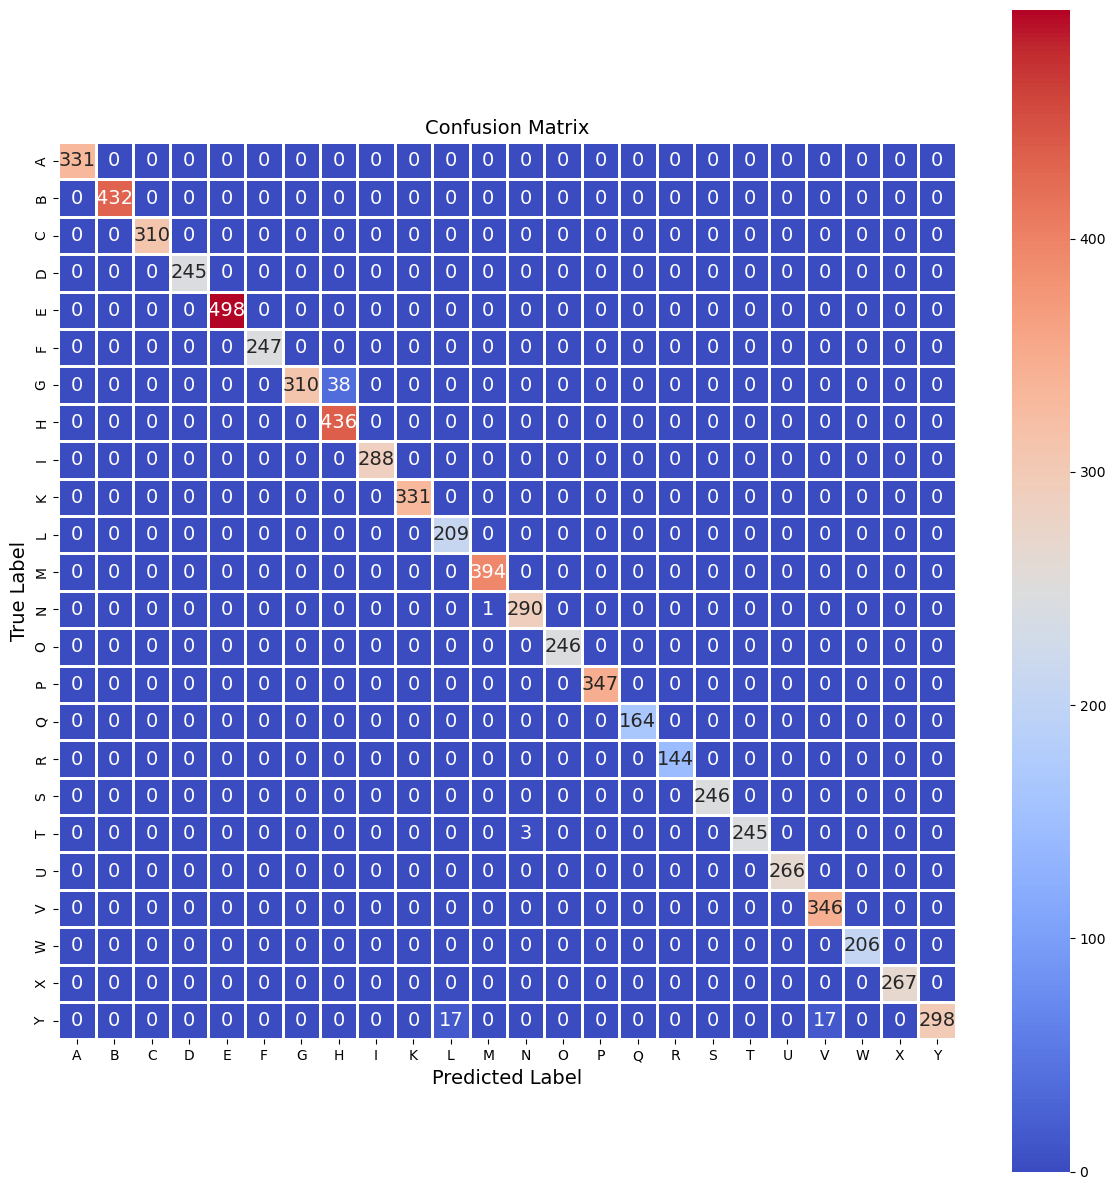 Confusion Matrix
A 331 0 0 0 0 0 0 0 0 0 0 0 0 0 0 0 0 0 0 0 0 0 0 0
B 0 432 0 0 0 0 0 0 0 0 0 0 0 0 0 0 0 0 0 0 0 0 0 0
C 0 0 310 0 0 0 0 0 0 0 0 0 0 0 0 0 0 0 0 0 0 0 0 0
D 0 0 0 245 0 0 0 0 0 0 0 0 0 0 0 0 0 0 0 0 0 0 0 0
E 0 0 0 0 498 0 0 0 0 0 0 0 0 0 0 0 0 0 0 0 0 0 0 0
F 0 0 0 0 0 247 0 0 0 0 0 0 0 0 0 0 0 0 0 0 0 0 0 0
G 0 0 0 0 0 0 310 38 0 0 0 0 0 0 0 0 0 0 0 0 0 0 0 0
H 0 0 0 0 0 0 0 436 0 0 0 0 0 0 0 0 0 0 0 0 0 0 0 0
I 0 0 0 0 0 0 0 0 288 0 0 0 0 0 0 0 0 0 0 0 0 0 0 0
K 0 0 0 0 0 0 0 0 0 331 0 0 0 0 0 0 0 0 0 0 0 0 0 0
L 0 0 0 0 0 0 0 0 0 0 209 0 0 0 0 0 0 0 0 0 0 0 0 0
M 0 0 0 0 0 0 0 0 0 0 0 394 0 0 0 0 0 0 0 0 0 0 0 0
N 0 0 0 0 0 0 0 0 0 0 0 1 290 0 0 0 0 0 0 0 0 0 0 0
O 0 0 0 0 0 0 0 0 0 0 0 0 0 246 0 0 0 0 0 0 0 0 0 0
P 0 0 0 0 0 0 0 0 0 0 0 0 0 0 347 0 0 0 0 0 0 0 0 0
Q 0 0 0 0 0 0 0 0 0 0 0 0 0 0 0 164 0 0 0 0 0 0 0 0
R 0 0 0 0 0 0 0 0 0 0 0 0 0 0 0 0 144 0 0 0 0 0 0 0
S 0 0 0 0 0 0 0 0 0 0 0 0 0 0 0 0 0 246 0 0 0 0 0 0
T 0 0 0 0 0 0 0 0 0 0 0 0 3 0 0 0 0 0 245 0 0 0 0 0
U 0 0 0 0 0 0 0 0 0 0 0 0 0 0 0 0 0 0 0 266 0 0 0 0
V 0 0 0 0 0 0 0 0 0 0 0 0 0 0 0 0 0 0 0 0 346 0 0 0
W 0 0 0 0 0 0 0 0 0 0 0 0 0 0 0 0 0 0 0 0 0 206 0 0
X 0 0 0 0 0 0 0 0 0 0 0 0 0 0 0 0 0 0 0 0 0 0 267 0
Y 0 0 0 0 0 0 0 0 0 0 17 0 0 0 0 0 0 0 0 0 17 0 0 298
A B C D E F G H I K L M N O P Q R S T U V W X Y
Predicted Label
True Label
400
300
200
100
0